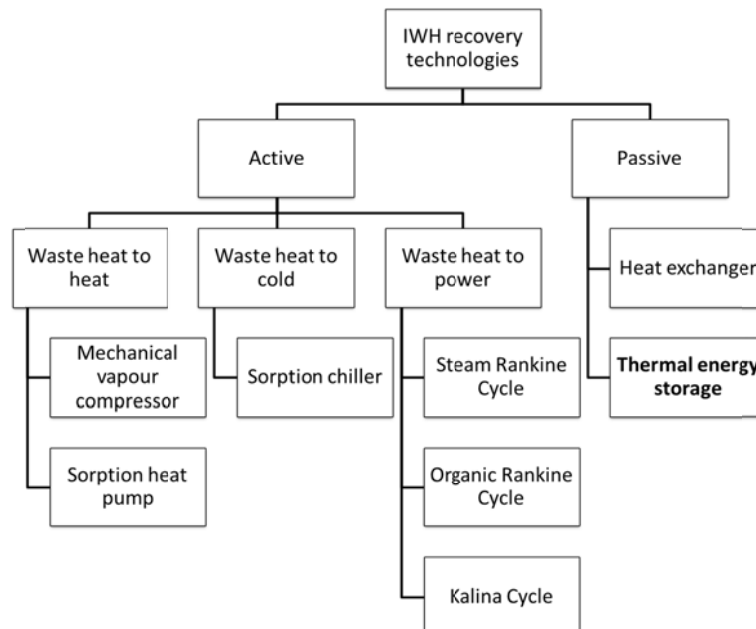 IWH recovery
technologies
Active
Passive
Waste heat to
heat
Waste heat to
cold
Waste heat to
power
Heat exchanger
Mechanical
vapour
compressor
Sorption chiller
Steam Rankine
Cycle
Thermal energy
storage
Sorption heat
pump
Organic Rankine
Cycle
Kalina Cycle